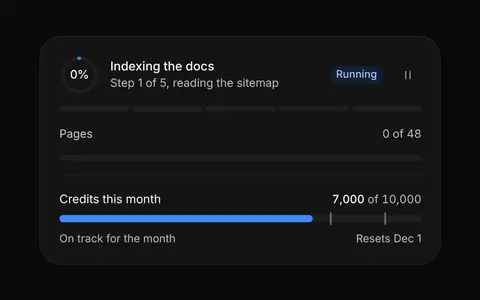 0%
Indexing the docs
Step 1 of 5, reading the sitemap
Running
Pages
0 of 48
Credits this month
7,000 of 10,000
On track for the month
Resets Dec 1